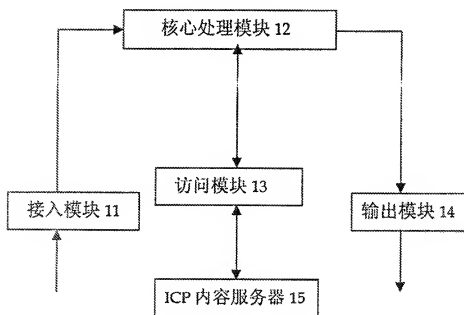 核心处理模块 12
访问模块 13
接入模块 11
输出模块 14
ICP 内容服务器 15